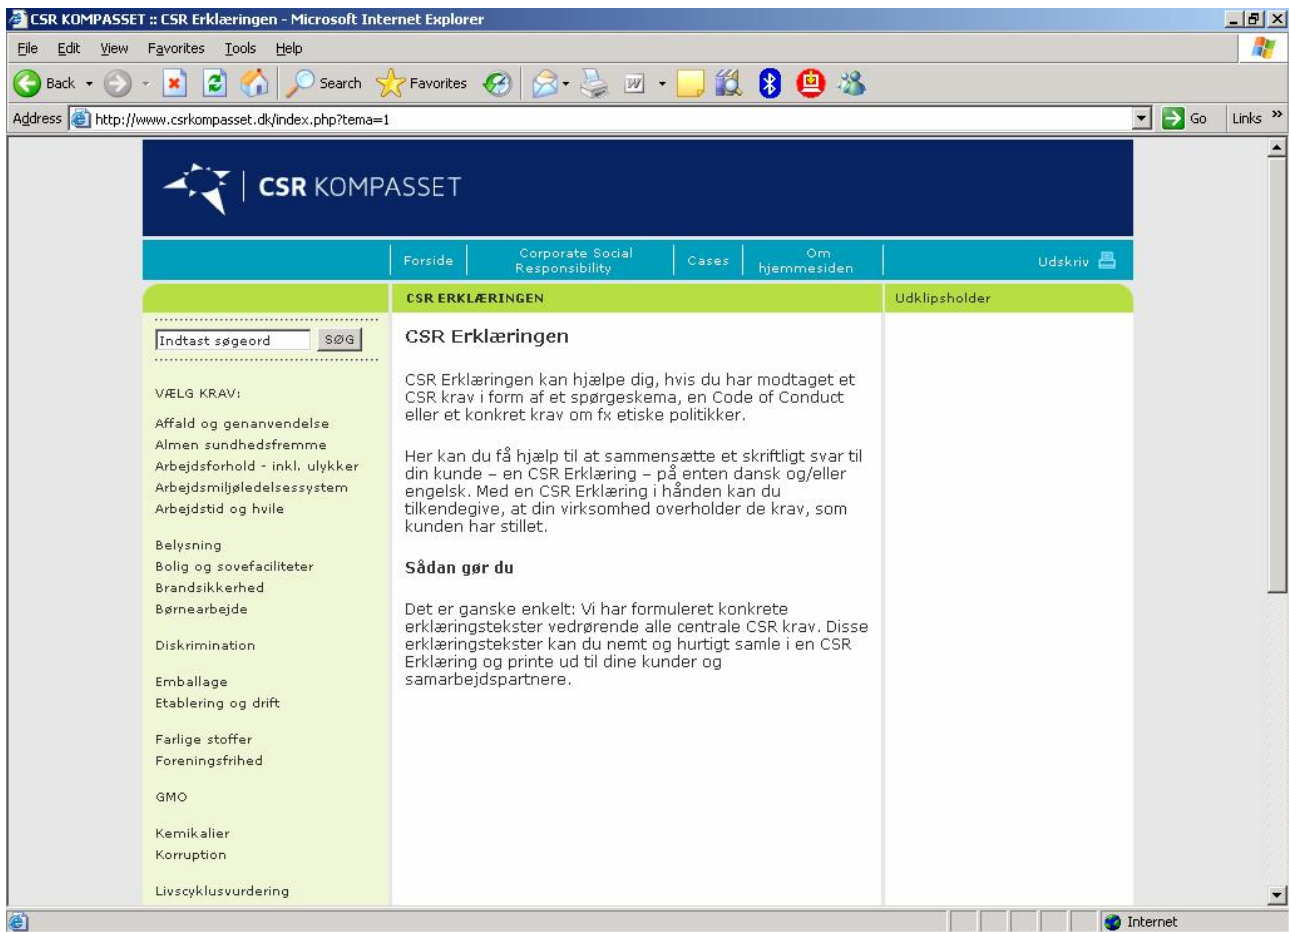 CSR KOMPASSET :: CSR Erklæringen - Microsoft Internet Explorer
File Edit View Favorites Tools Help
Back Search Favorites
Address http://www.csrkompasset.dk/index.php?tema=1 Go Links »
CSR KOMPASSET
Forside
Corporate Social
Responsibility
Cases
Om
hjemmesiden
Udskriv
Indtast søgeord SØG
VÆLG KRAV:
Affald og genanvendelse
Almen sundhedsfremme
Arbejdsforhold - inkl. ulykker
Arbejdsmiljøledelsessystem
Arbejdstid og hvile
Belysning
Bolig og sovefaciliteter
Brandsikkerhed
Børnearbejde
Diskrimination
Emballage
Etablering og drift
Farlige stoffer
Foreningsfrihed
GMO
Kemikalier
Korruption
Livscyklusvurdering
CSR ERKLÆRINGEN
CSR Erklæringen
CSR Erklæringen kan hjælpe dig, hvis du har modtaget et
CSR krav i form af et spørgeskema, en Code of Conduct
eller et konkret krav om fx etiske politikker.
Her kan du få hjælp til at sammensætte et skriftligt svar til
din kunde – en CSR Erklæring – på enten dansk og/eller
engelsk. Med en CSR Erklæring i hånden kan du
tilkendegive, at din virksomhed overholder de krav, som
kunden har stillet.
Sådan gør du
Det er ganske enkelt: Vi har formuleret konkrete
erklæringstekster vedrørende alle centrale CSR krav. Disse
erklæringstekster kan du nemt og hurtigt samle i en CSR
Erklæring og printe ud til dine kunder og
samarbejdspartnere.
Udklipsholder
Internet